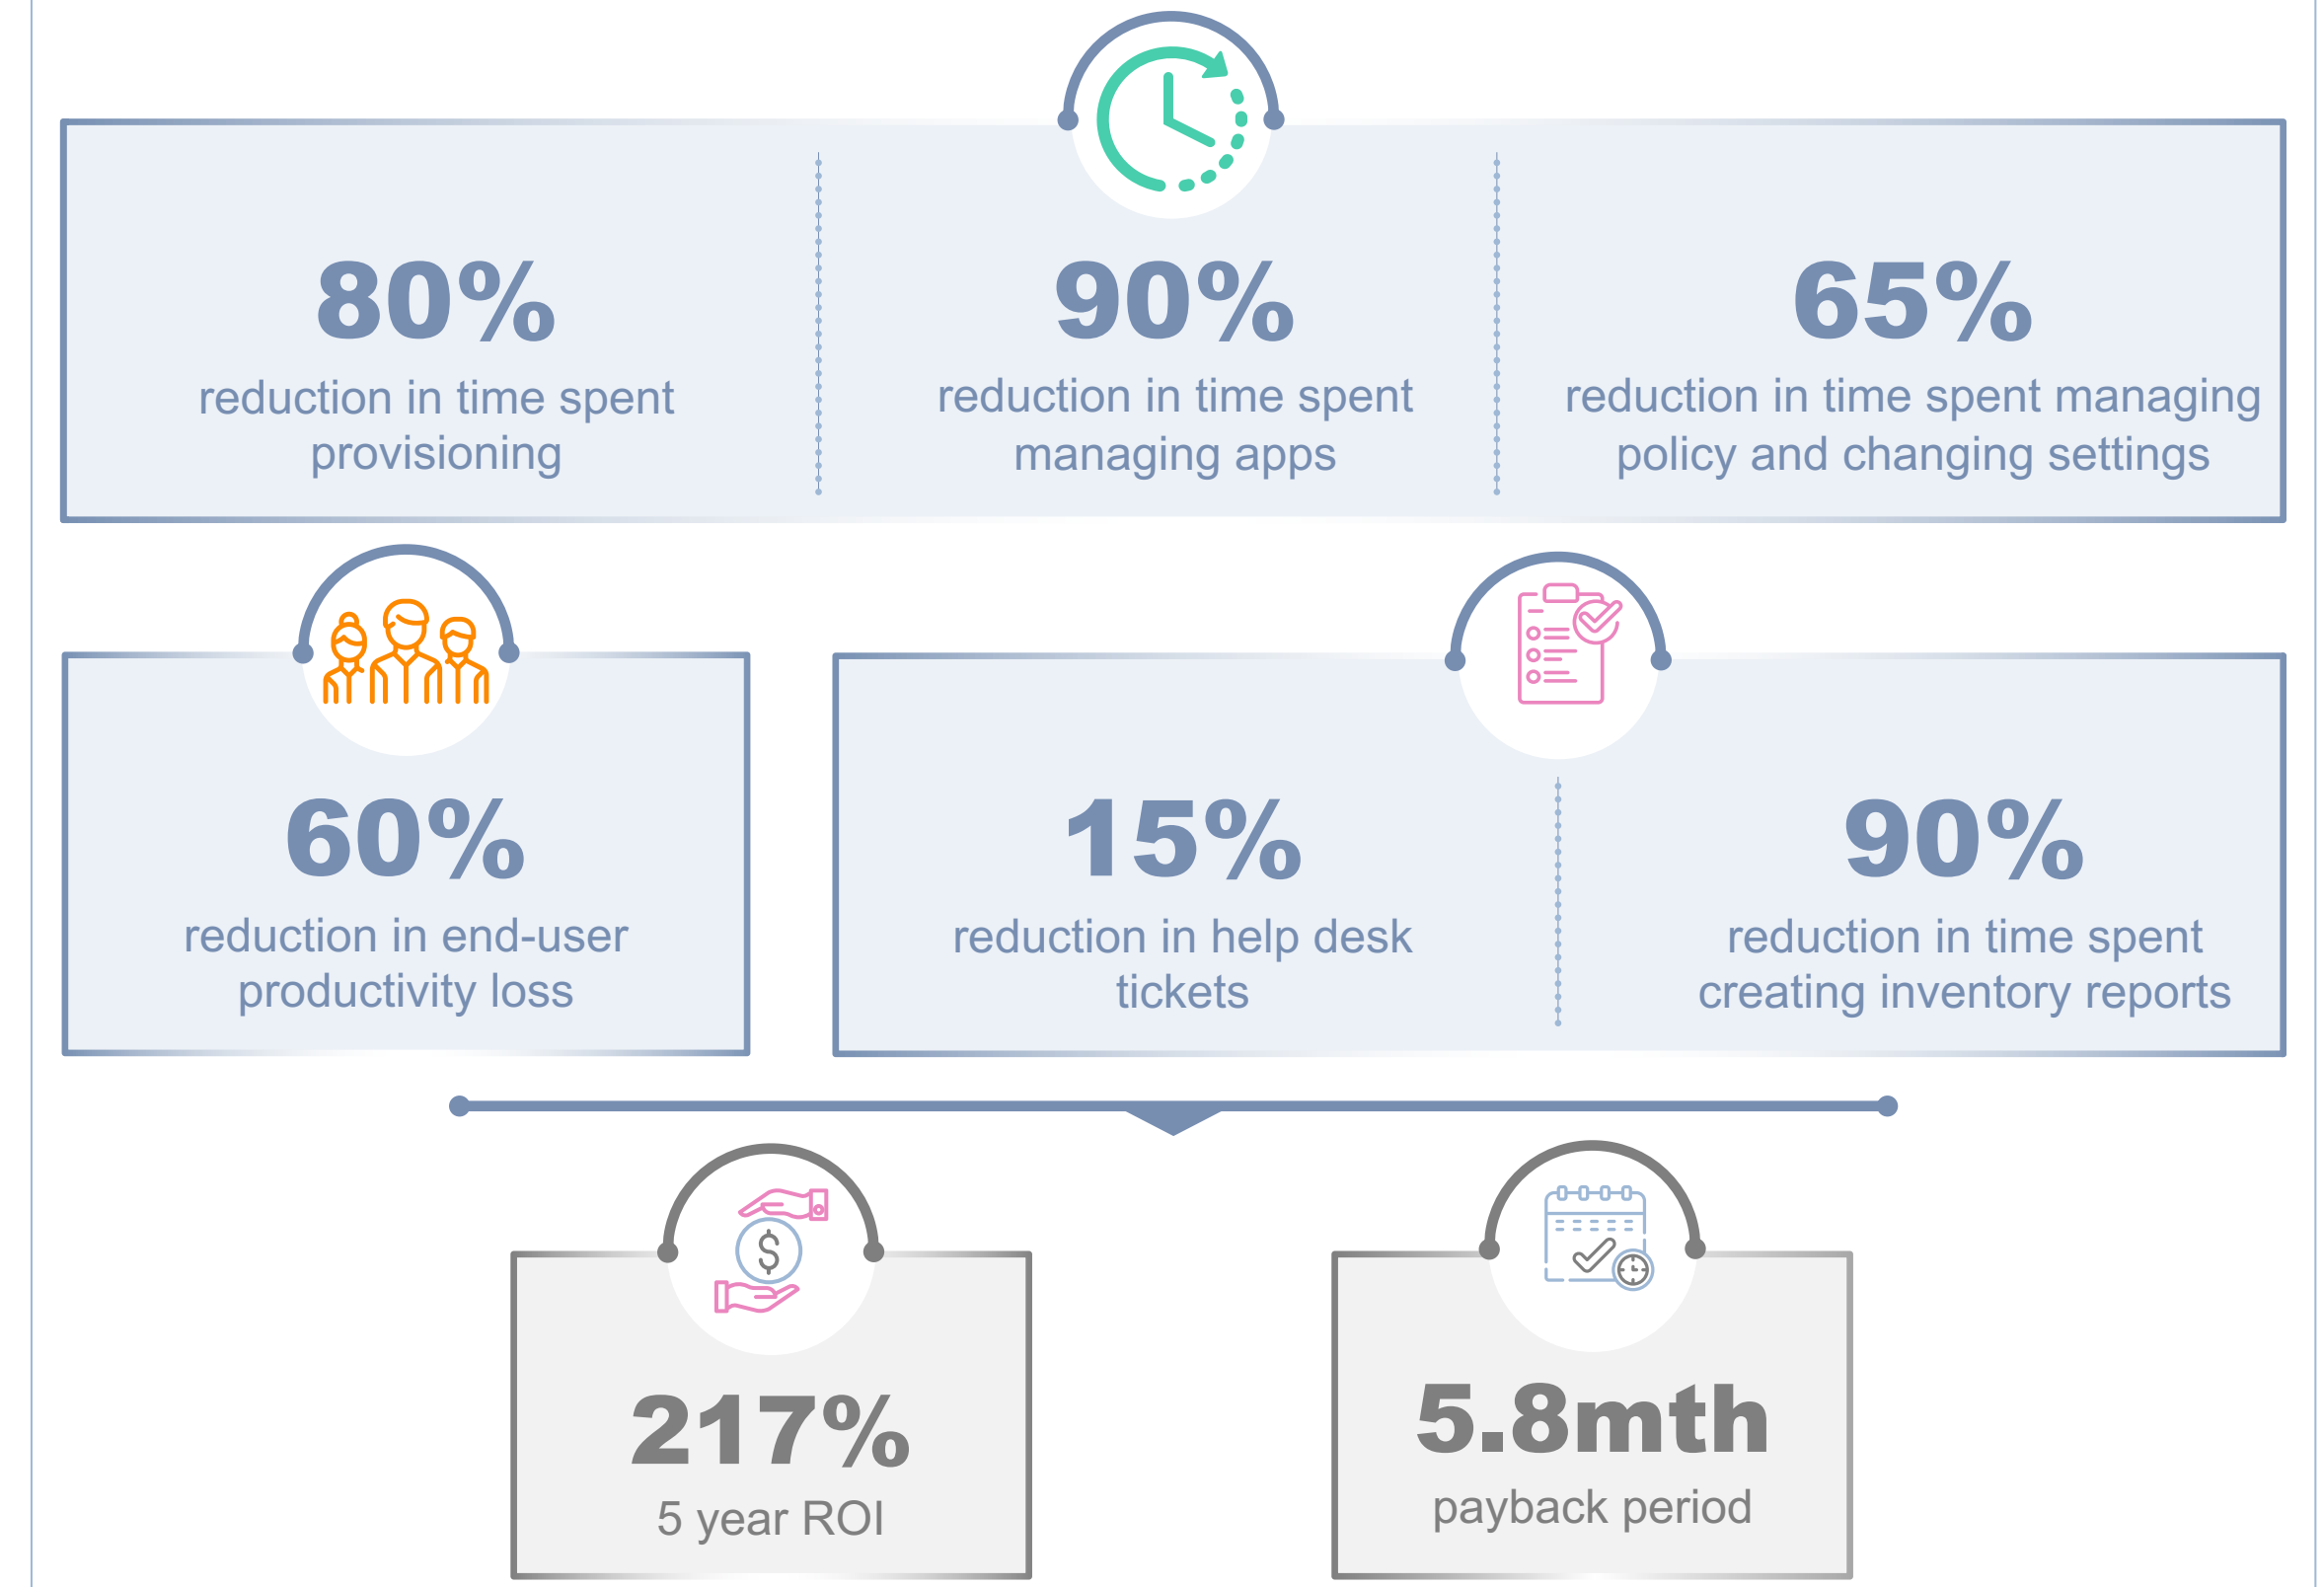 80%
reduction in time spent
provisioning
90%
reduction in time spent
managing apps
65%
reduction in time spent managing
policy and changing settings
60%
reduction in end-user
productivity loss
15%
reduction in help desk
tickets
90%
reduction in time spent
creating inventory reports
$
217%
5 year ROI
5.8mth
payback period